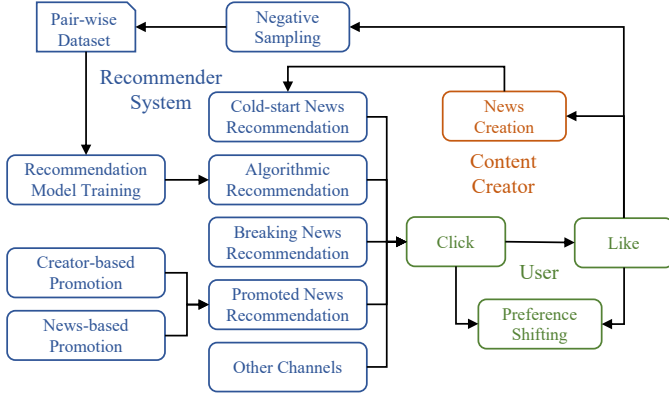 Pair-wise
Dataset
Negative
Sampling
Recommender
System
Cold-start News
Recommendation
News
Creation
Content
Creator
Recommendation
Model Training
Algorithmic
Recommendation
Breaking News
Recommendation
Click
Like
User
Creator-based
Promotion
Promoted News
Recommendation
News-based
Promotion
Preference
Shifting
Other Channels